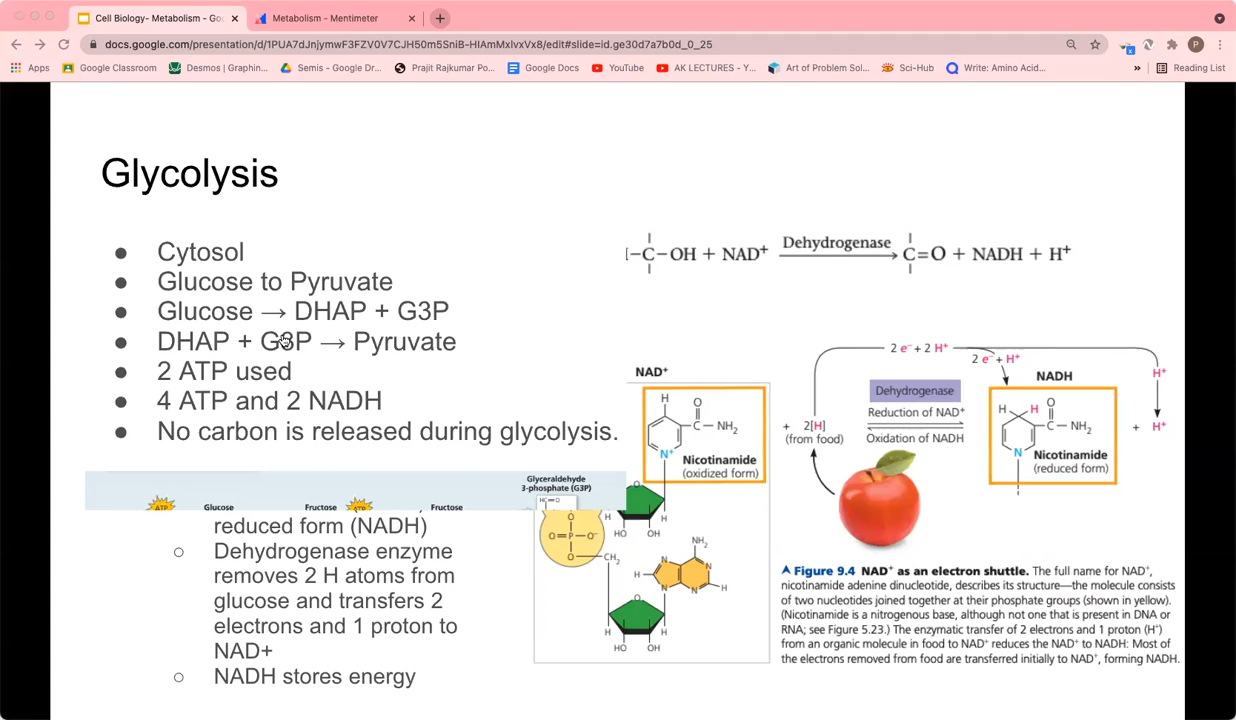 Cell Biology- Metabolism - Goo
Metabolism - Mentimeter
docs.google.com/presentation/d/1PUA7dJnjymwF3FZV0V7CJH50m5SniB-HIAmMxIvxVx8/edit#slide=id.ge30d7a7b0d_0_25
P
Apps
Google Classroom
Desmos | Graphin...
Semis - Google Dr...
Prajit Rajkumar Po...
Google Docs
YouTube
AK LECTURES - Y...
Art of Problem Sol...
Sci-Hub
Write: Amino Acid...
»
Reading List
Glycolysis
● Cytosol
● Glucose to Pyruvate
● Glucose → DHAP + G3P
● DHAP + G3P → Pyruvate
● 2 ATP used
● 4 ATP and 2 NADH
● No carbon is released during glycolysis.
ATP
Glucose
Fructose
ATP
Fructose
Glyceraldehyde
3-phosphate (G3P)
HC=O
reduced form (NADH)
○ Dehydrogenase enzyme
removes 2 H atoms from
glucose and transfers 2
electrons and 1 proton to
NAD+
○ NADH stores energy
–C–OH + NAD⁺ Dehydrogenase C=O + NADH + H⁺
2 e⁻ + 2 H⁺
2 e⁻ + H⁺
H⁺
NAD⁺
NADH
H
O
C
NH₂
N⁺
Nicotinamide
(oxidized form)
+ 2[H]
(from food)
Dehydrogenase
Reduction of NAD⁺
Oxidation of NADH
H
H
O
C
NH₂
N
Nicotinamide
(reduced form)
+ H⁺
O
H
H
HO
OH
O
O=P–O⁻
O
CH₂
NH₂
N
N
H
N
N
H
O
H
H
HO
OH
Figure 9.4 NAD⁺ as an electron shuttle. The full name for NAD⁺,
nicotinamide adenine dinucleotide, describes its structure—the molecule consists
of two nucleotides joined together at their phosphate groups (shown in yellow).
(Nicotinamide is a nitrogenous base, although not one that is present in DNA or
RNA; see Figure 5.23.) The enzymatic transfer of 2 electrons and 1 proton (H⁺)
from an organic molecule in food to NAD⁺ reduces the NAD⁺ to NADH: Most of
the electrons removed from food are transferred initially to NAD⁺, forming NADH.